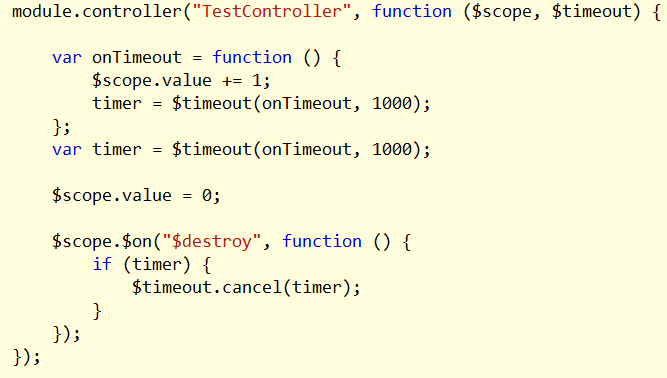 module.controller("TestController", function ($scope, $timeout) {
var onTimeout = function () {
$scope.value += 1;
timer = $timeout(onTimeout, 1000);
};
var timer = $timeout(onTimeout, 1000);
$scope.value = 0;
$scope.$on("$destroy", function () {
if (timer) {
$timeout.cancel(timer);
}
});
});